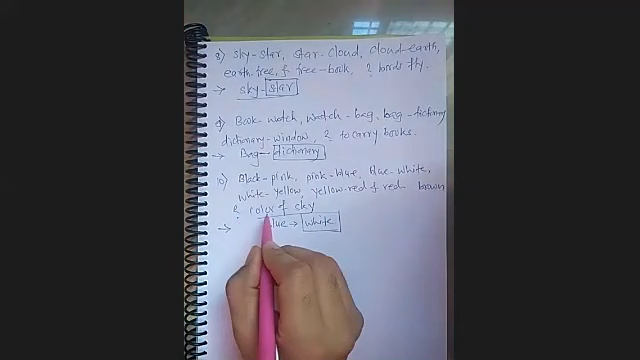 8) Sky-star, star-cloud, cloud-earth,
earth-tree, & tree-book, ? birds fly.
→ sky-star
9) Book-watch, watch-bag, bag-dictionary
dictionary-window, ? to carry books.
→ Bag- dictionary
10) Black-pink, pink-blue, blue-white,
white-yellow, yellow-red & red-brown
? color of sky
→ Blue → white